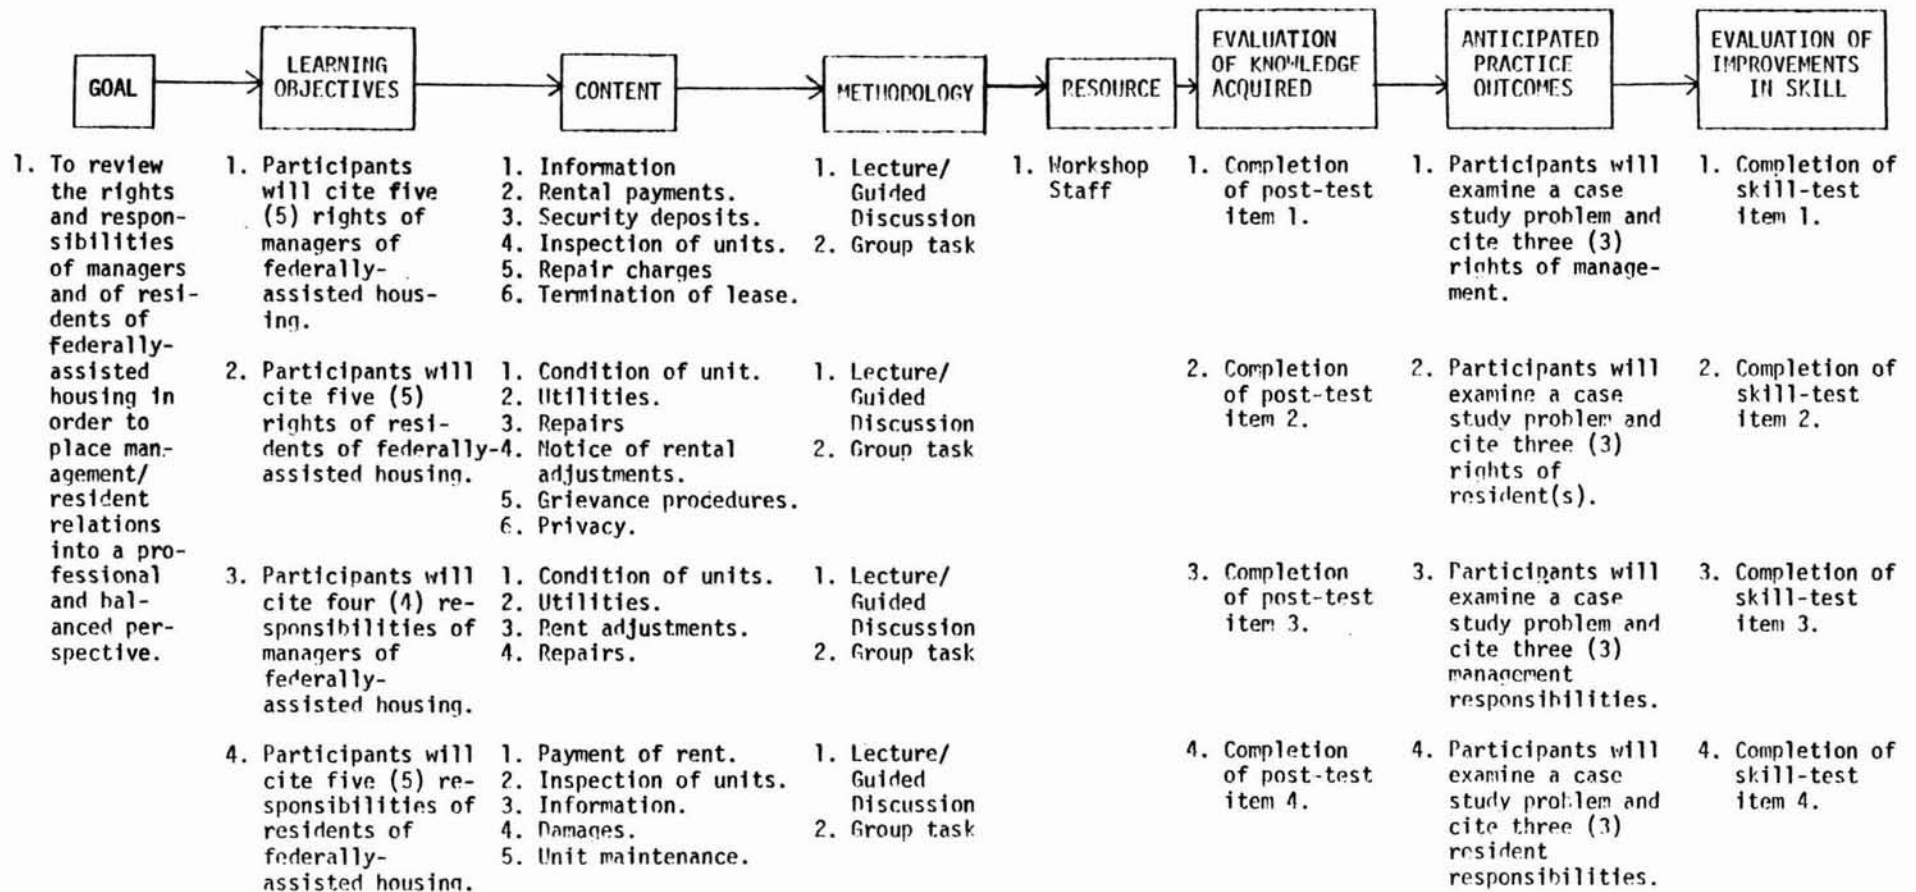 GOAL
LEARNING
OBJECTIVES
CONTENT
METHODOLOGY
RESOURCE
EVALUATION
OF KNOWLEDGE
ACQUIRED
ANTICIPATED
PRACTICE
OUTCOMES
EVALUATION OF
IMPROVEMENTS
IN SKILL
1. To review
the rights
and respon-
sibilities
of managers
and of resi-
dents of
federally-
assisted
housing in
order to
place man-
agement/
resident
relations
into a pro-
fessional
and bal-
anced per-
spective.
1. Participants
will cite five
(5) rights of
managers of
federally-
assisted hous-
ing.
1. Information
2. Rental payments.
3. Security deposits.
4. Inspection of units.
5. Repair charges
6. Termination of lease.
1. Lecture/
Guided
Discussion
2. Group task
1. Workshop
Staff
1. Completion
of post-test
item 1.
1. Participants will
examine a case
study problem and
cite three (3)
rights of manage-
ment.
1. Completion of
skill-test
item 1.
2. Participants will
cite five (5)
rights of resi-
dents of federally-
assisted housing.
1. Condition of unit.
2. Utilities.
3. Repairs
4. Notice of rental
adjustments.
5. Grievance procedures.
6. Privacy.
1. Lecture/
Guided
Discussion
2. Group task
2. Completion
of post-test
item 2.
2. Participants will
examine a case
study problem and
cite three (3)
rights of
resident(s).
2. Completion of
skill-test
item 2.
3. Participants will
cite four (4) re-
sponsibilities of
managers of
federally-
assisted housing.
1. Condition of units.
2. Utilities.
3. Rent adjustments.
4. Repairs.
1. Lecture/
Guided
Discussion
2. Group task
3. Completion
of post-test
item 3.
3. Participants will
examine a case
study problem and
cite three (3)
management
responsibilities.
3. Completion of
skill-test
item 3.
4. Participants will
cite five (5) re-
sponsibilities of
residents of
federally-
assisted housing.
1. Payment of rent.
2. Inspection of units.
3. Information.
4. Damages.
5. Unit maintenance.
1. Lecture/
Guided
Discussion
2. Group task
4. Completion
of post-test
item 4.
4. Participants will
examine a case
study problem and
cite three (3)
resident
responsibilities.
4. Completion of
skill-test
item 4.